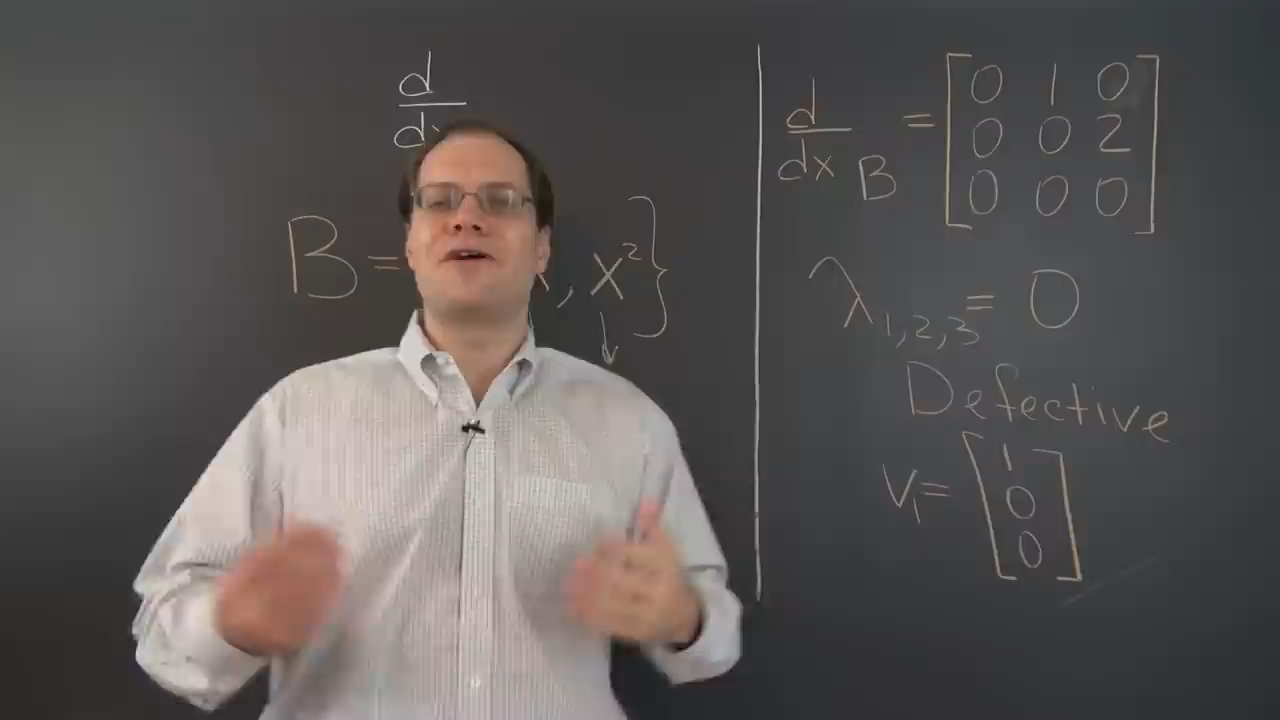 d
dx
B = x, x²}
d/dx B = [0 1 0
0 0 2
0 0 0]
λ1,2,3 = 0
Defective
V1 = [1
0
0]